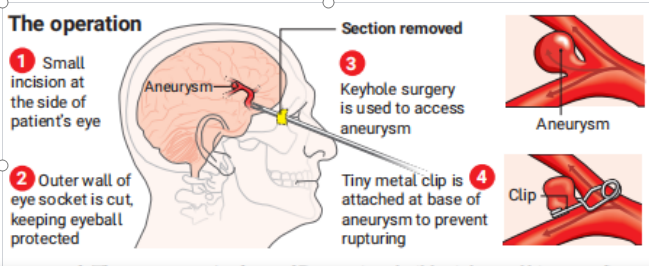 The operation
1 Small
incision at
the side of
patient's eye
2 Outer wall of
eye socket is cut,
keeping eyeball
protected
Aneurysm
Section removed
3
Keyhole surgery
is used to access
aneurysm
Tiny metal clip is 4
attached at base of
aneurysm to prevent
rupturing
Aneurysm
Clip